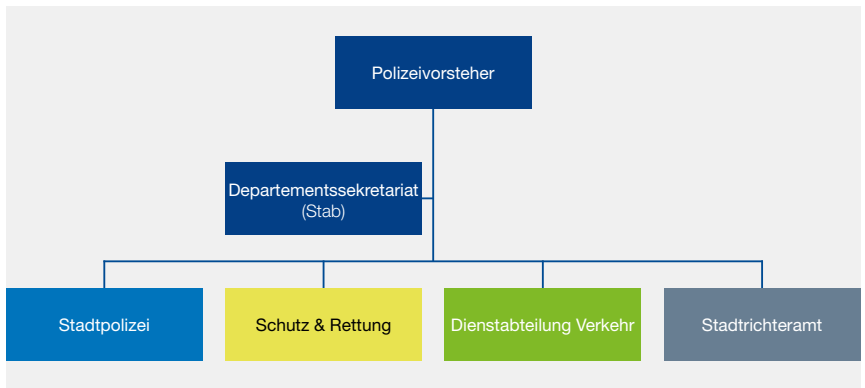 Polizeivorsteher
Departementssekretariat
(Stab)
Stadtpolizei
Schutz & Rettung
Dienstabteilung Verkehr
Stadtrichteramt